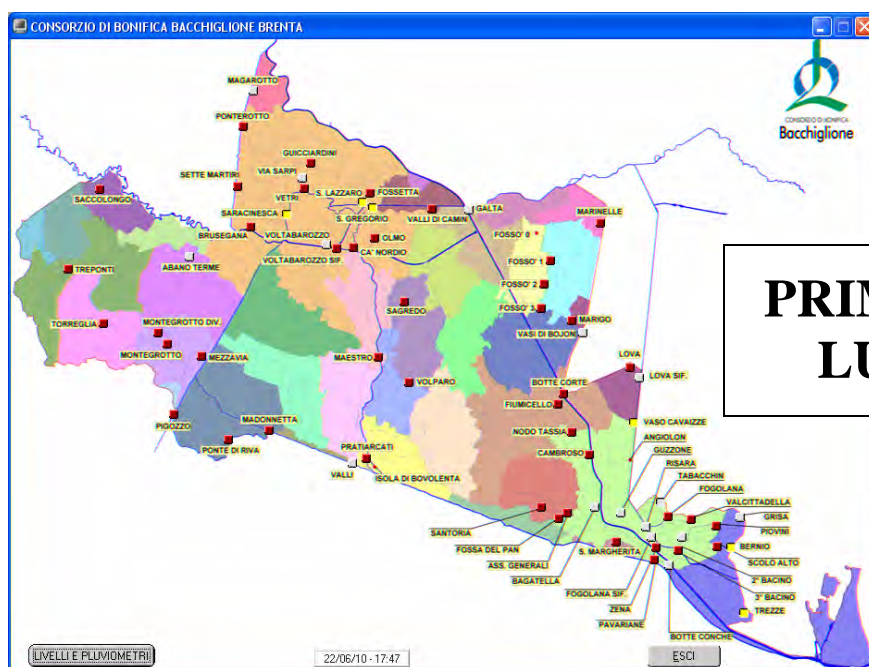 CONSORZIO DI BONIFICA BACCHIGLIONE BRENTA
CONSORZIO DI BONIFICA
Bacchiglione
MAGAROTTO
PONTEROTTO
GUICCIARDINI
VIA SARPI
SETTE MARTIRI
S. LAZZARO
FOSSETTA
VETRI
SACCOLONGO
SARACINESCA
S. GREGORIO
VALLI DI CAMIN
GALTA
MARINELLE
BRUSEGANA
VOLTABAROZZO
OLMO
FOSSO' 0
VOLTABAROZZO SIF.
CA' NORDIO
ABANO TERME
FOSSO' 1
TREPONTI
FOSSO' 2
SAGREDO
FOSSO' 3
TORREGLIA
MONTEGROTTO DIV.
MARIGO
VASI DI BOJON
MONTEGROTTO
MEZZAVIA
MAESTRO
LOVA
LOVA SIF.
VOLPARO
BOTTE CORTE
FIUMICELLO
PIGOZZO
MADONNETTA
VASO CAVAIZZE
NODO TASSIA
ANGIOLON
PONTE DI RIVA
PRATIARCATI
GUZZONE
CAMBROSO
RISARA
VALLI
ISOLA DI BOVOLENTA
TABACCHIN
FOGOLANA
VALCITTADELLA
GRISA
PIOVINI
SANTORIA
BERNIO
FOSSA DEL PAN
S. MARGHERITA
SCOLO ALTO
ASS. GENERALI
2° BACINO
BAGATELLA
3° BACINO
FOGOLANA SIF.
TREZZE
ZENA
PAVARIANE
BOTTE CONCHE
LIVELLI E PLUVIOMETRI
22/06/10 - 17:47
ESCI
PRIM
LU